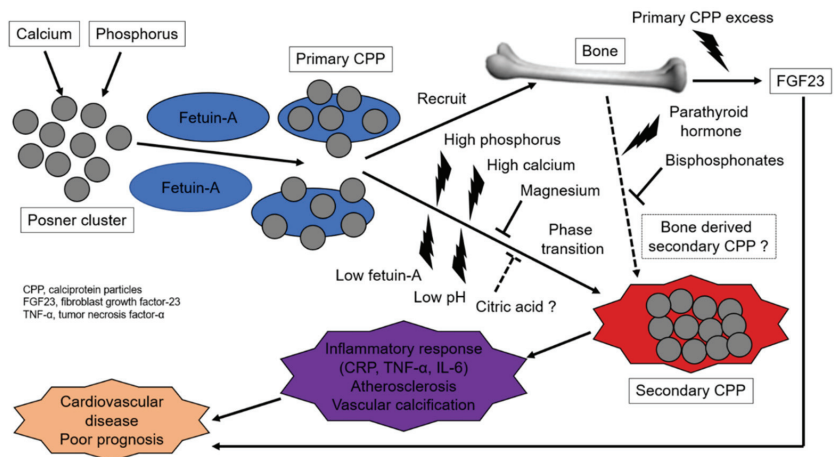 Calcium
Phosphorus
Primary CPP
Bone
Primary CPP excess
FGF23
Fetuin-A
Fetuin-A
Posner cluster
Recruit
High phosphorus
High calcium
Magnesium
Parathyroid
hormone
Bisphosphonates
Phase
transition
Bone derived
secondary CPP ?
Low fetuin-A
Low pH
Citric acid ?
CPP, calciprotein particles
FGF23, fibroblast growth factor-23
TNF-α, tumor necrosis factor-α
Secondary CPP
Inflammatory response
(CRP, TNF-α, IL-6)
Atherosclerosis
Vascular calcification
Cardiovascular
disease
Poor prognosis